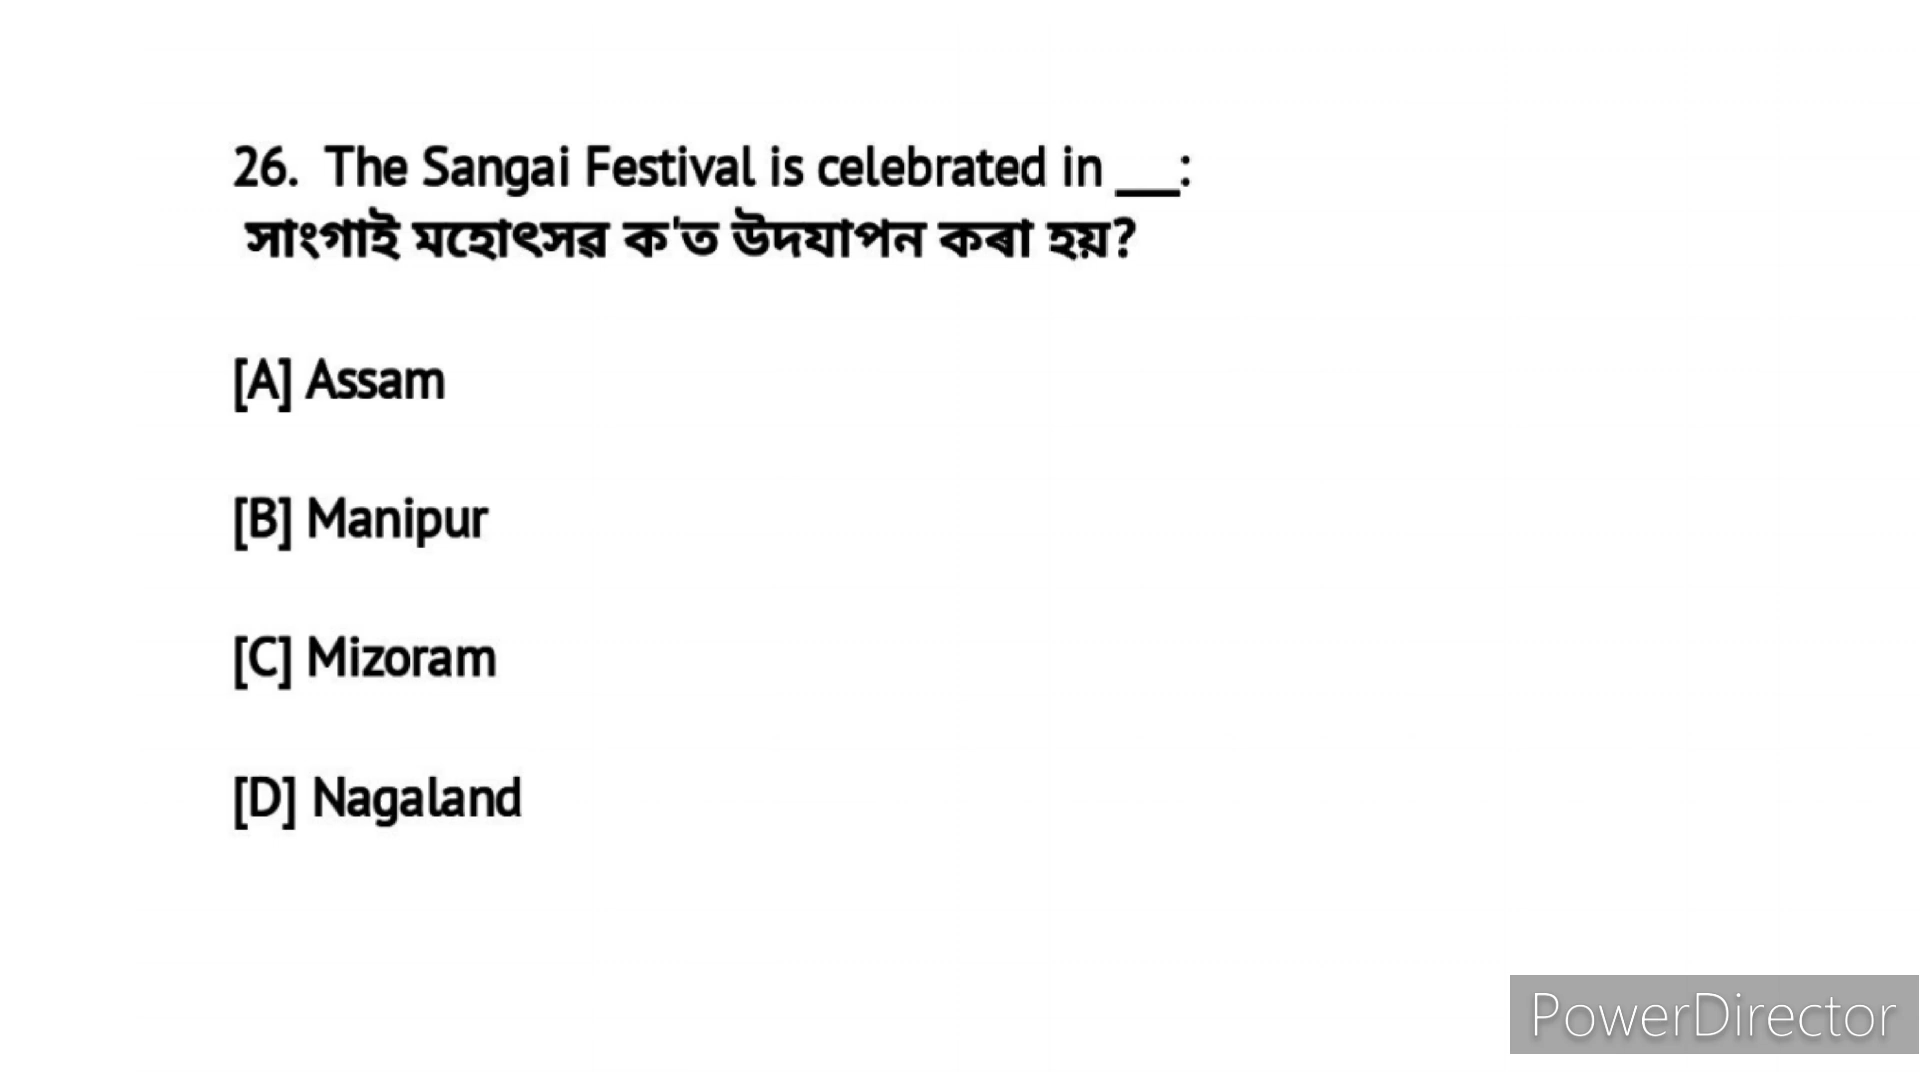 26. The Sangai Festival is celebrated in ___:
সাংগাই মহোৎসৱ ক'ত উদযাপন কৰা হয়?
[A] Assam
[B] Manipur
[C] Mizoram
[D] Nagaland
PowerDirector